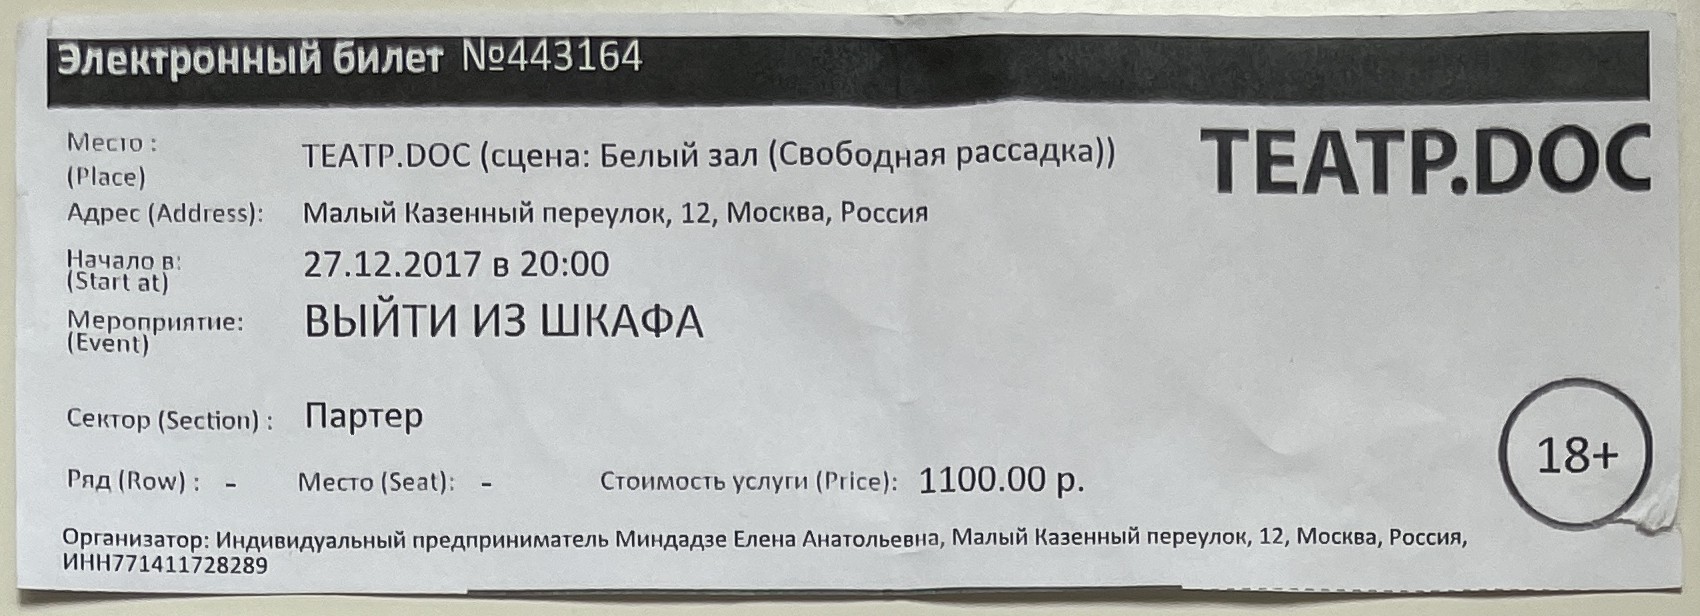 Электронный билет №443164
Место :
(Place)
ТЕАТР.DOC (сцена: Белый зал (Свободная рассадка))
ТЕАТР.DOC
Адрес (Address): Малый Казенный переулок, 12, Москва, Россия
Начало в:
(Start at)
27.12.2017 в 20:00
Мероприятие:
(Event)
ВЫЙТИ ИЗ ШКАФА
Сектор (Section) : Партер
18+
Ряд (Row) : - Место (Seat): - Стоимость услуги (Price): 1100.00 р.
Организатор: Индивидуальный предприниматель Миндадзе Елена Анатольевна, Малый Казенный переулок, 12, Москва, Россия,
ИНН771411728289